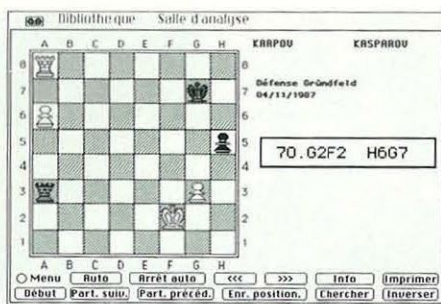 Bibliothèque Salle d'analyse
A B C D E F G H
KARPOV KASPAROV
8 8
7 7
6 6
5 5
4 4
3 3
2 2
1 1
Défense Gründfeld
04/11/1987
70.G2F2 H6G7
A B C D E F G H
Menu Auto Arrêt auto <<< >>> Info Imprimer
Début Part. suiv. Part. précéd. Enr. position. Chercher Inverser